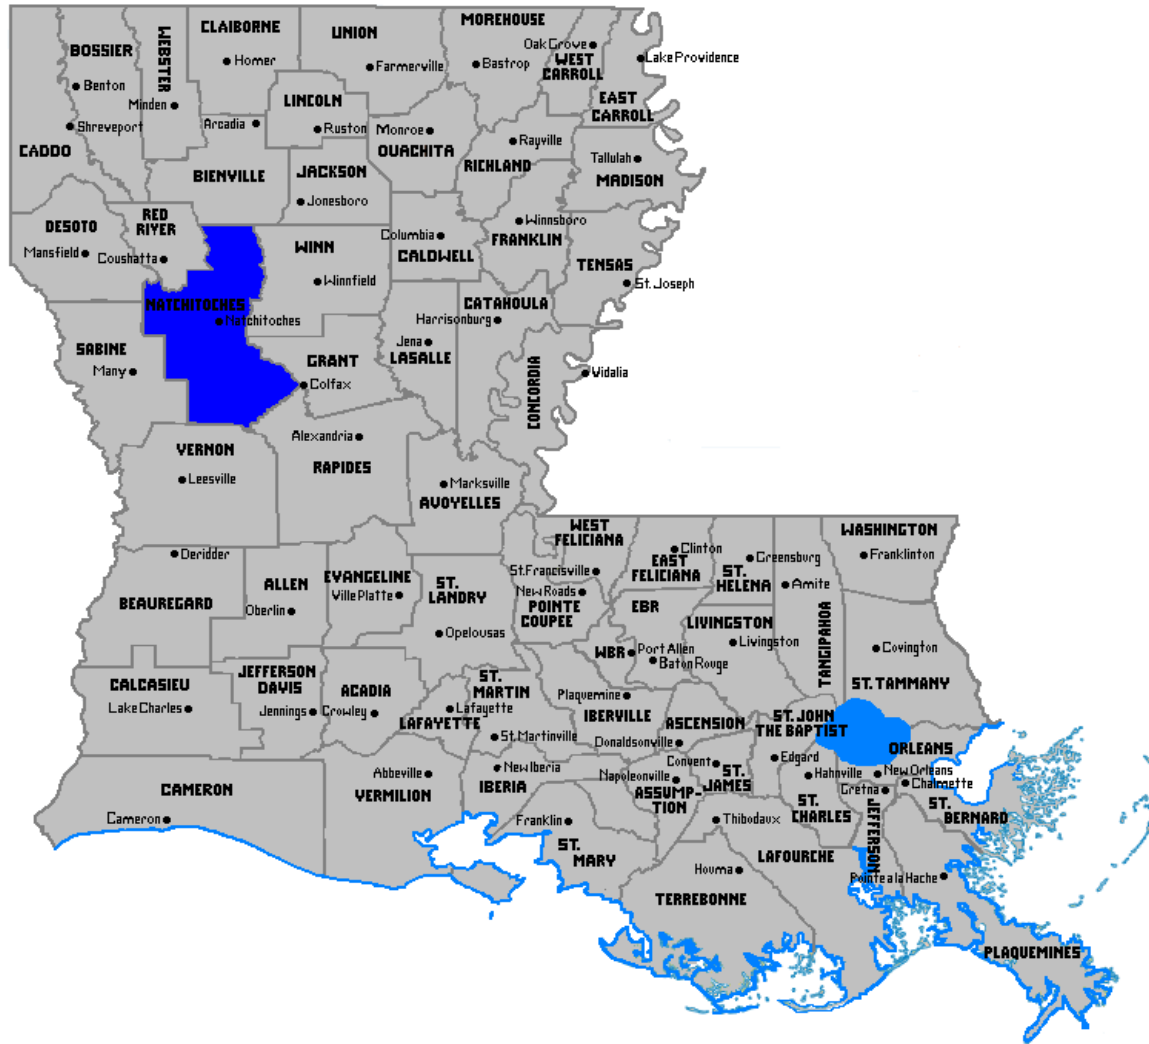 MOREHOUSE
CLAIBORNE
UNION
BOSSIER
WEBSTER
Oak Grove
WEST
CARROLL
Lake Providence
Homer
Farmerville
Bastrop
Benton
LINCOLN
EAST
CARROLL
Minden
Shreveport
Arcadia
Ruston
Monroe
OUACHITA
Rayville
CADDO
RICHLAND
Tallulah
MADISON
BIENVILLE
JACKSON
Jonesboro
RED
RIVER
DESOTO
Mansfield
Coushatta
WINN
Winnfield
Columbia
CALDWELL
Winnsboro
FRANKLIN
TENSAS
St. Joseph
NATCHITOCHES
Natchitoches
CATAHOULA
Harrisonburg
SABINE
Many
GRANT
Colfax
Jena
LASALLE
CONCORDIA
Vidalia
Alexandria
VERNON
Leesville
RAPIDES
Marksville
AVOYELLES
WEST
FELICIANA
WASHINGTON
Franklinton
Deridder
Clinton
EAST
FELICIANA
Greensburg
ST.
HELENA
Amite
ALLEN
Oberlin
EVANGELINE
Ville Platte
ST.
LANDRY
St. Francisville
New Roads
POINTE
COUPEE
BEAUREGARD
EBR
LIVINGSTON
Livingston
TANGIPAHOA
Opelousas
WBR
Port Allen
Baton Rouge
Covington
ST. TAMMANY
CALCASIEU
Lake Charles
JEFFERSON
DAVIS
Jennings
ACADIA
Crowley
ST.
MARTIN
Lafayette
LAFAYETTE
St. Martinville
Plaquemine
IBERVILLE
Donaldsonville
ASCENSION
ST. JOHN
THE BAPTIST
ORLEANS
Edgard
Convent
New Orleans
Hahnville
Chalmette
Gretna
Abbeville
New Iberia
IBERIA
Napoleonville
ASSUMP-
TION
ST.
JAMES
CAMERON
Cameron
VERMILION
Franklin
ST.
MARY
Thibodaux
ST.
CHARLES
JEFFERSON
ST.
BERNARD
LAFOURCHE
Houma
TERREBONNE
Pointe a la Hache
PLAQUEMINES